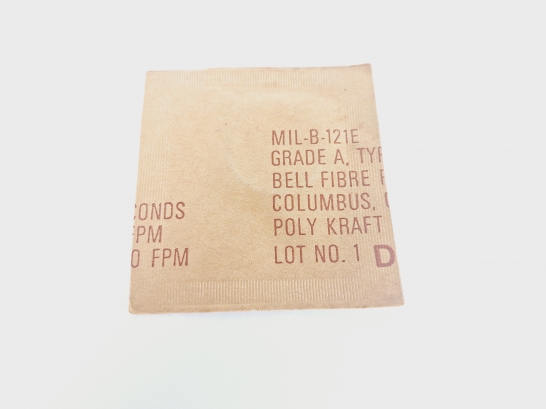 MIL-B-121E
GRADE A, TYP
BELL FIBRE P
COLUMBUS,
POLY KRAFT
LOT NO. 1 D
CONDS
FPM
0 FPM